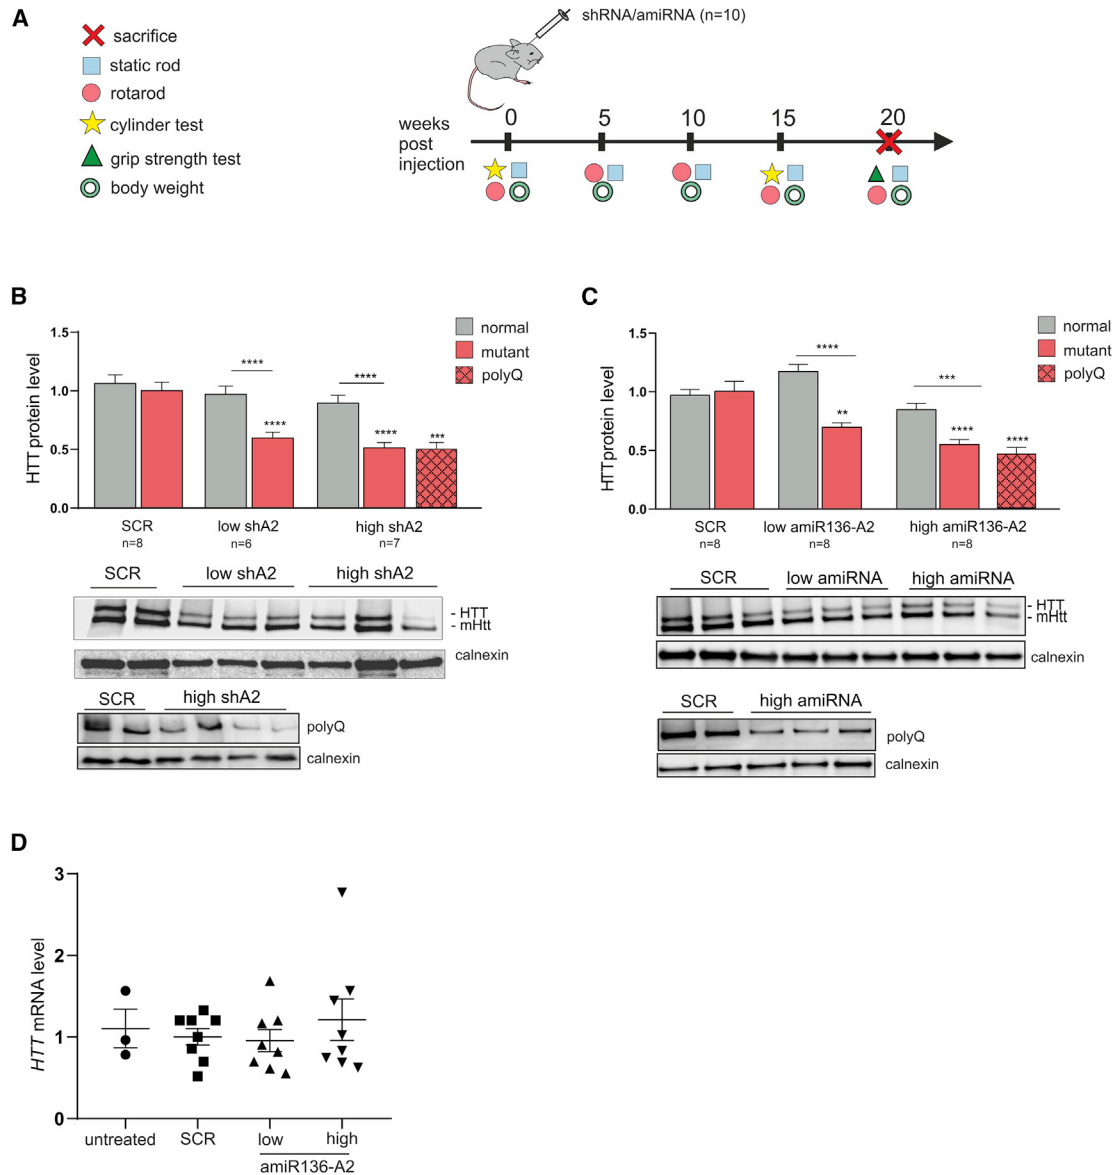 A
sacrifice
static rod
rotarod
cylinder test
grip strength test
body weight
shRNA/amiRNA (n=10)
weeks
post
injection
0 5 10 15 20
B
HTT protein level
1.5
1.0
0.5
0.0
normal
mutant
polyQ
**** ****
**** **** ***
SCR low shA2 high shA2
n=8 n=6 n=7
SCR low shA2 high shA2
- HTT
- mHtt
calnexin
SCR high shA2
polyQ
calnexin
C
HTT protein level
1.5
1.0
0.5
0.0
normal
mutant
polyQ
**** ***
** **** ****
SCR low amiR136-A2 high amiR136-A2
n=8 n=8 n=8
SCR low amiRNA high amiRNA
- HTT
- mHtt
calnexin
SCR high amiRNA
polyQ
calnexin
D
HTT mRNA level
3
2
1
0
untreated SCR low high
amiR136-A2